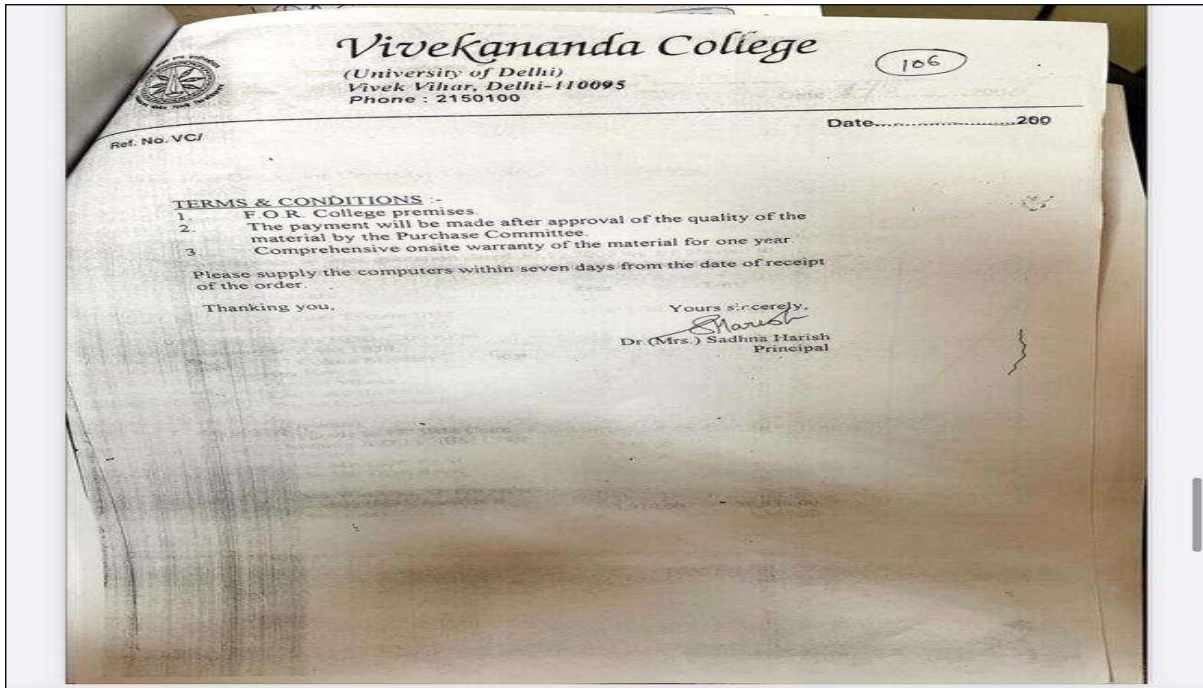 Vivekananda College
(University of Delhi)
Vivek Vihar, Delhi-110095
Phone : 2150100
106
Ref. No. VC/
Date........................200
TERMS & CONDITIONS :-
1. F.O.R. College premises.
2. The payment will be made after approval of the quality of the
material by the Purchase Committee.
3 Comprehensive onsite warranty of the material for one year.
Please supply the computers within seven days from the date of receipt
of the order.
Thanking you,
Yours sincerely,
SHarish
Dr.(Mrs.) Sadhna Harish
Principal